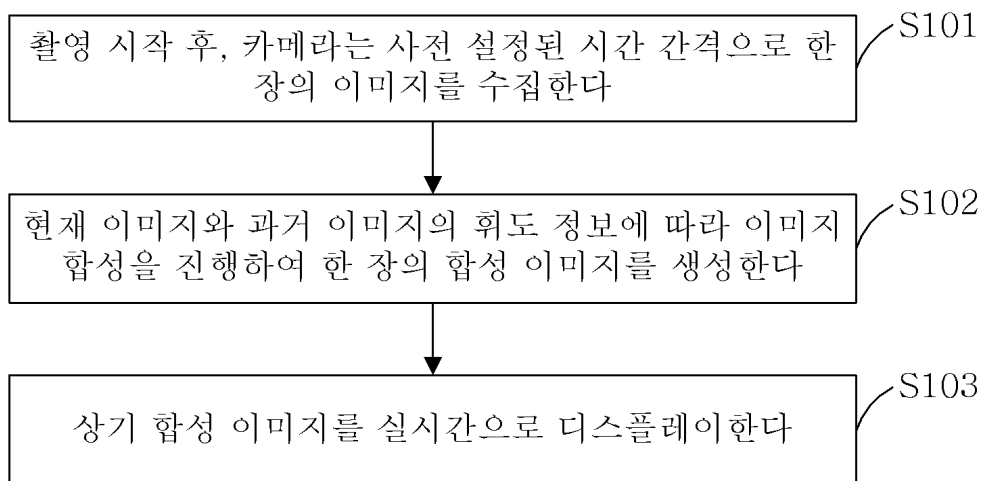 촬영 시작 후, 카메라는 사전 설정된 시간 간격으로 한
장의 이미지를 수집한다
S101
현재 이미지와 과거 이미지의 휘도 정보에 따라 이미지
합성을 진행하여 한 장의 합성 이미지를 생성한다
S102
상기 합성 이미지를 실시간으로 디스플레이한다
S103